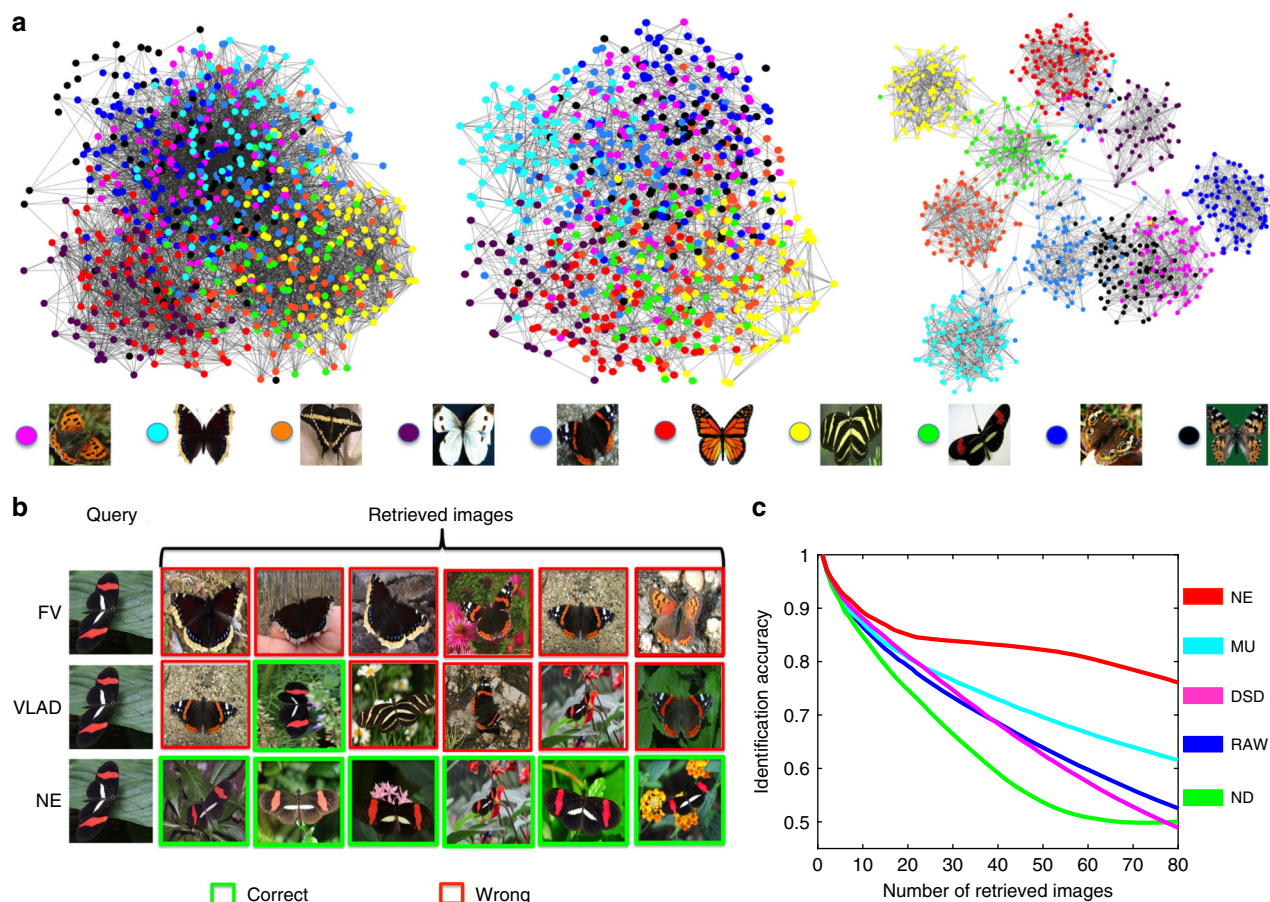 a
b
Query
Retrieved images
FV
VLAD
NE
Correct
Wrong
c
Identification accuracy
1
0.9
0.8
0.7
0.6
0.5
0 10 20 30 40 50 60 70 80
Number of retrieved images
NE
MU
DSD
RAW
ND